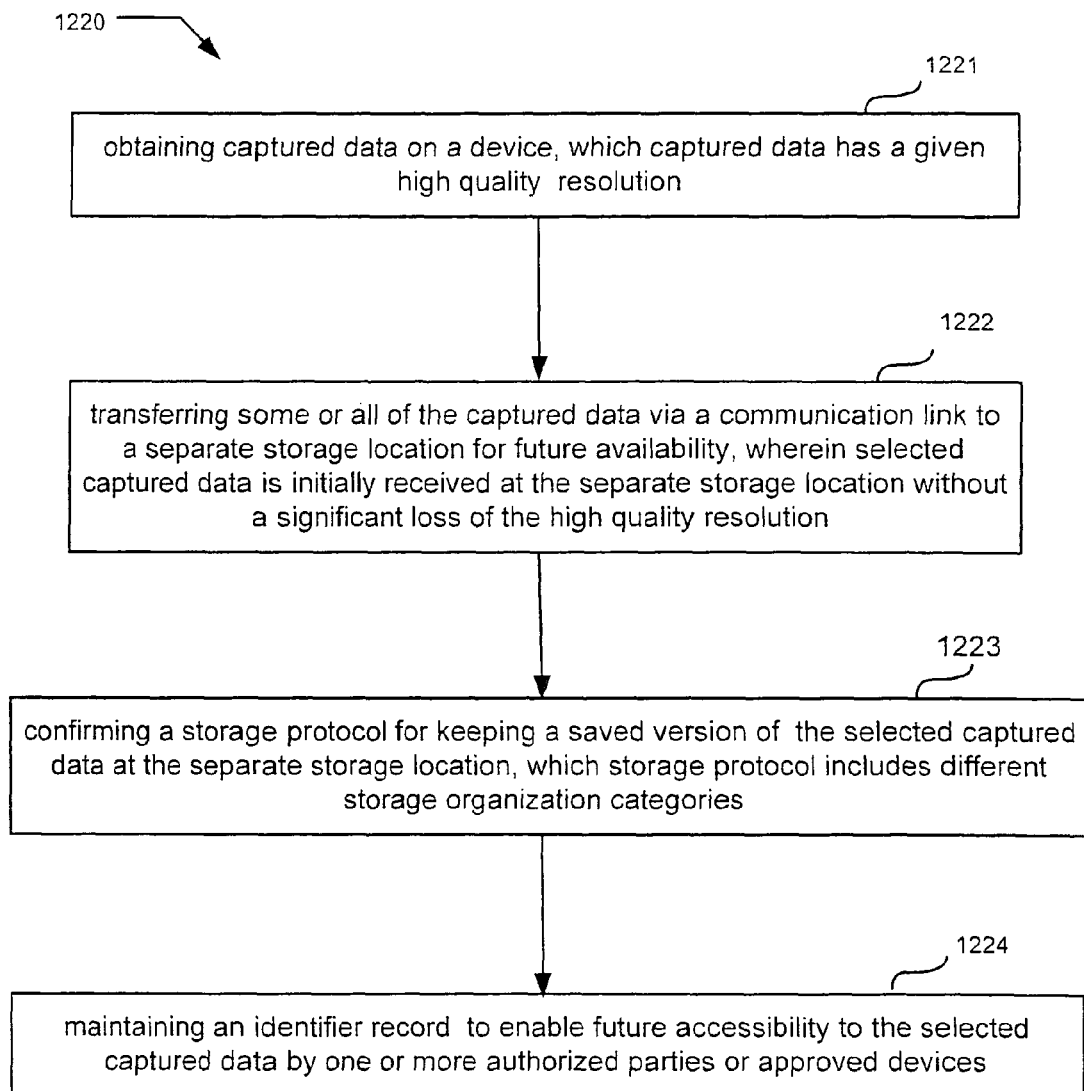 1220
1221
obtaining captured data on a device, which captured data has a given
high quality resolution
1222
transferring some or all of the captured data via a communication link to
a separate storage location for future availability, wherein selected
captured data is initially received at the separate storage location without
a significant loss of the high quality resolution
1223
confirming a storage protocol for keeping a saved version of the selected captured
data at the separate storage location, which storage protocol includes different
storage organization categories
1224
maintaining an identifier record to enable future accessibility to the selected
captured data by one or more authorized parties or approved devices